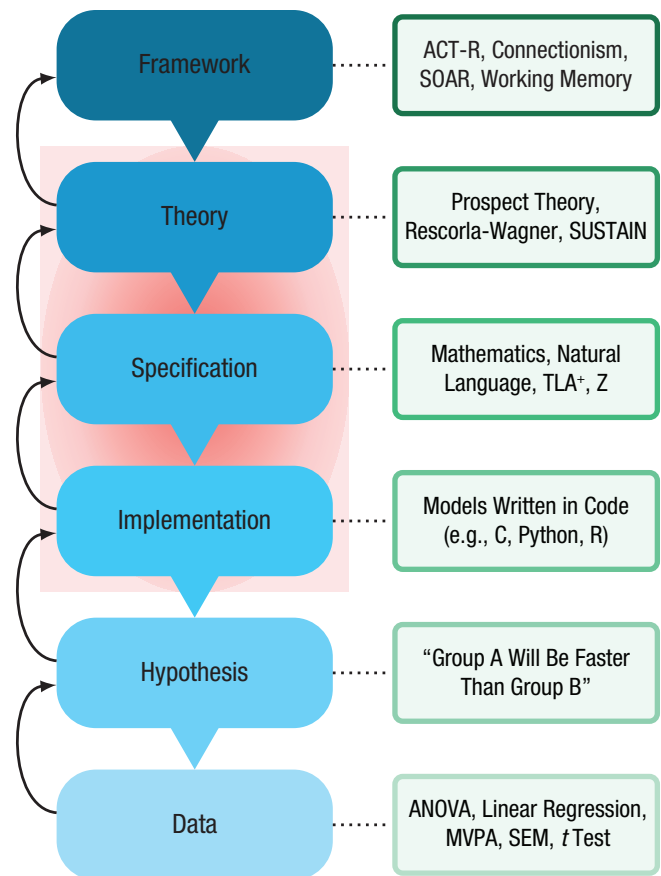 Framework
ACT-R, Connectionism,
SOAR, Working Memory
Theory
Prospect Theory,
Rescorla-Wagner, SUSTAIN
Specification
Mathematics, Natural
Language, TLA⁺, Z
Implementation
Models Written in Code
(e.g., C, Python, R)
Hypothesis
“Group A Will Be Faster
Than Group B”
Data
ANOVA, Linear Regression,
MVPA, SEM, t Test